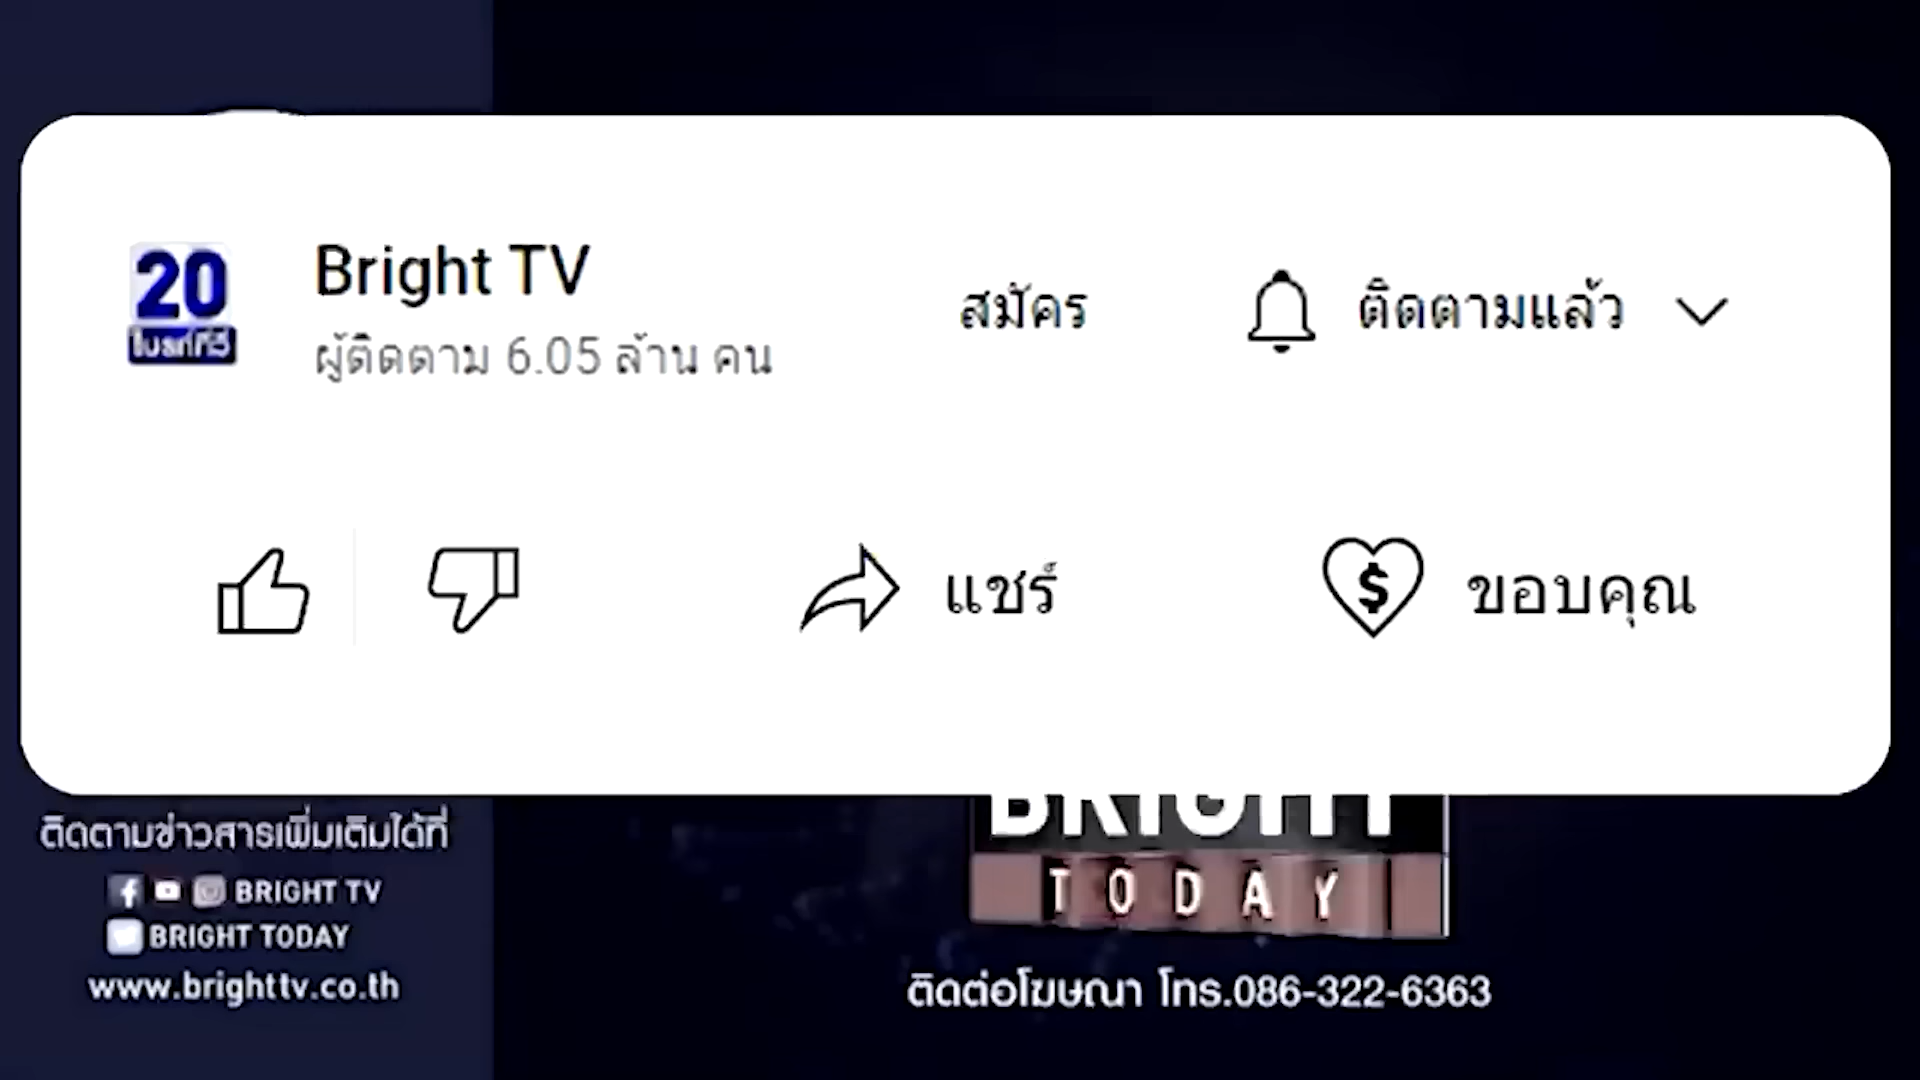 20
ไบรท์ทีวี
Bright TV
ผู้ติดตาม 6.05 ล้าน คน
สมัคร
ติดตามแล้ว
แชร์
$
ขอบคุณ
ติดตามข่าวสารเพิ่มเติมได้ที่
BRIGHT TV
BRIGHT TODAY
www.brighttv.co.th
BRIGHT
TODAY
ติดต่อโฆษณา โทร.086-322-6363